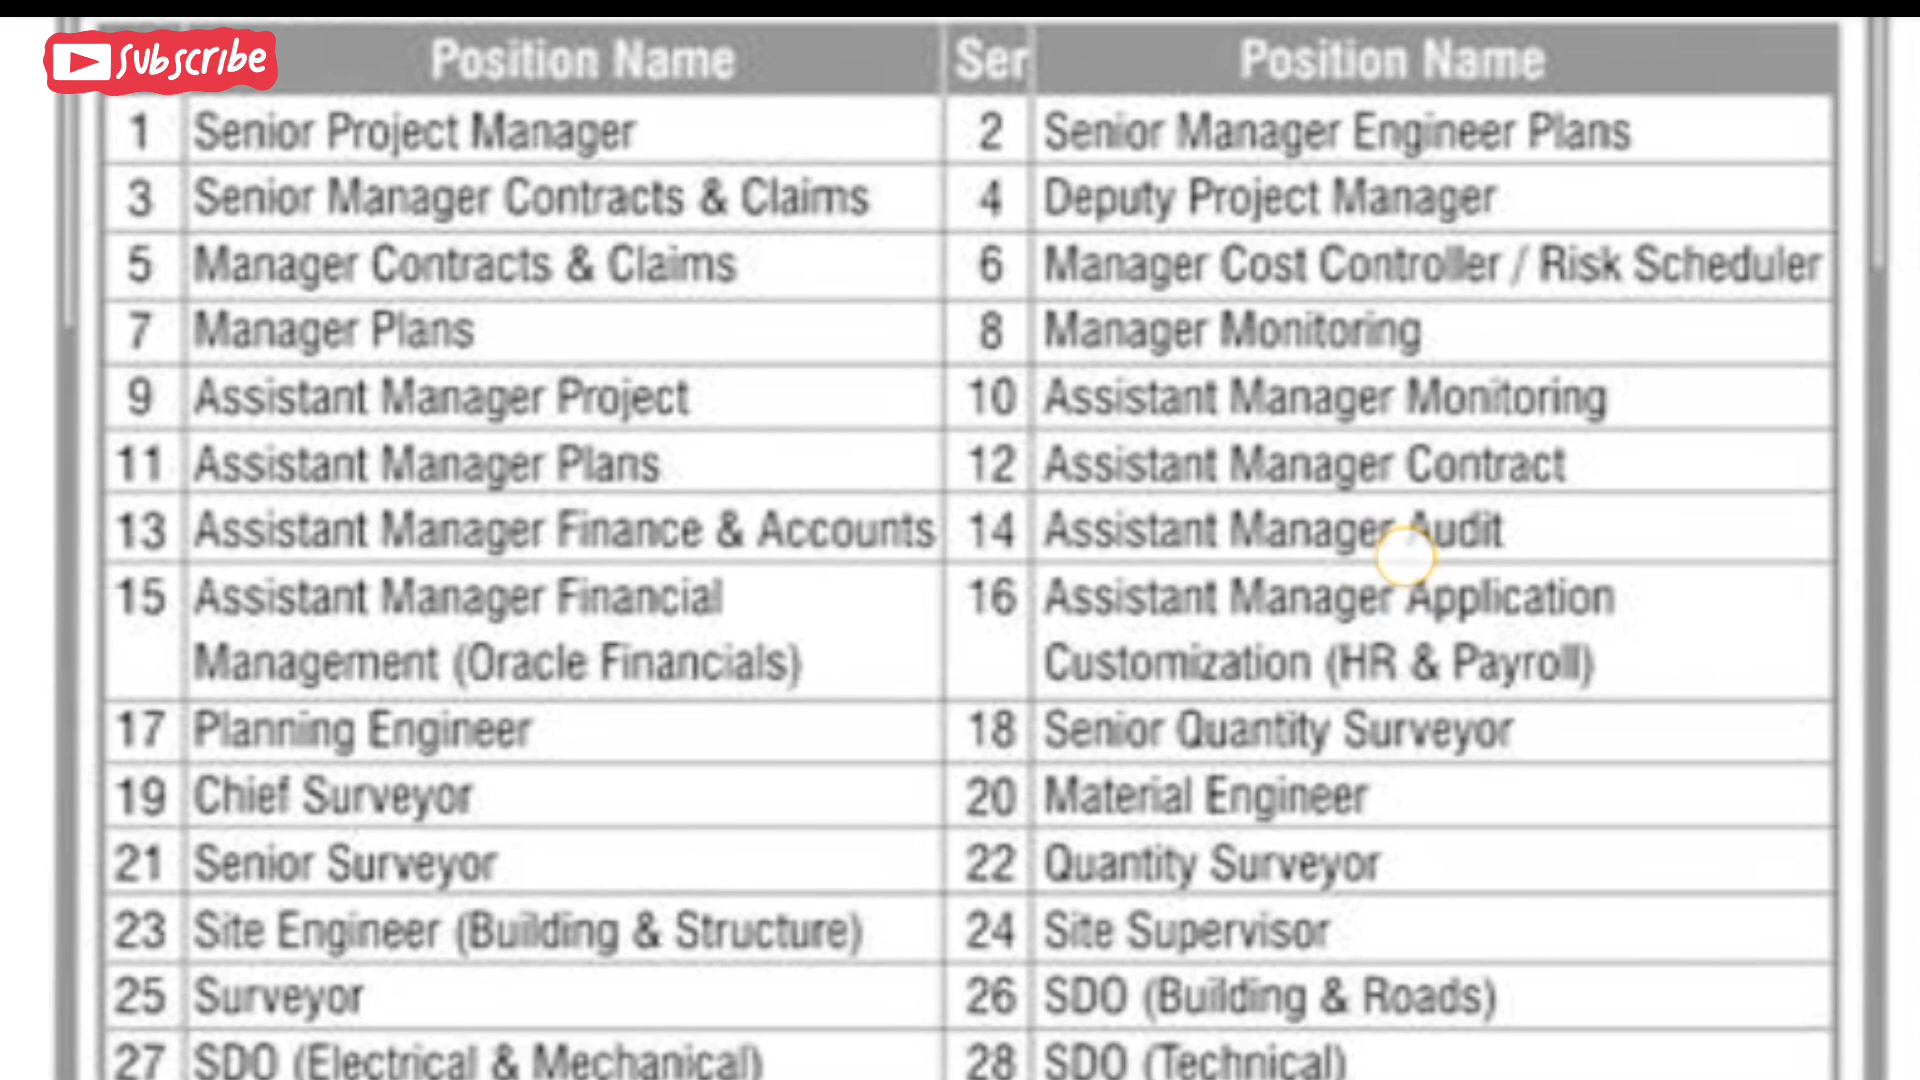 Subscribe
Position Name Ser Position Name
1 Senior Project Manager 2 Senior Manager Engineer Plans
3 Senior Manager Contracts & Claims 4 Deputy Project Manager
5 Manager Contracts & Claims 6 Manager Cost Controller / Risk Scheduler
7 Manager Plans 8 Manager Monitoring
9 Assistant Manager Project 10 Assistant Manager Monitoring
11 Assistant Manager Plans 12 Assistant Manager Contract
13 Assistant Manager Finance & Accounts 14 Assistant Manager Audit
15 Assistant Manager Financial 16 Assistant Manager Application
Management (Oracle Financials) Customization (HR & Payroll)
17 Planning Engineer 18 Senior Quantity Surveyor
19 Chief Surveyor 20 Material Engineer
21 Senior Surveyor 22 Quantity Surveyor
23 Site Engineer (Building & Structure) 24 Site Supervisor
25 Surveyor 26 SDO (Building & Roads)
27 SDO (Electrical & Mechanical) 28 SDO (Technical)